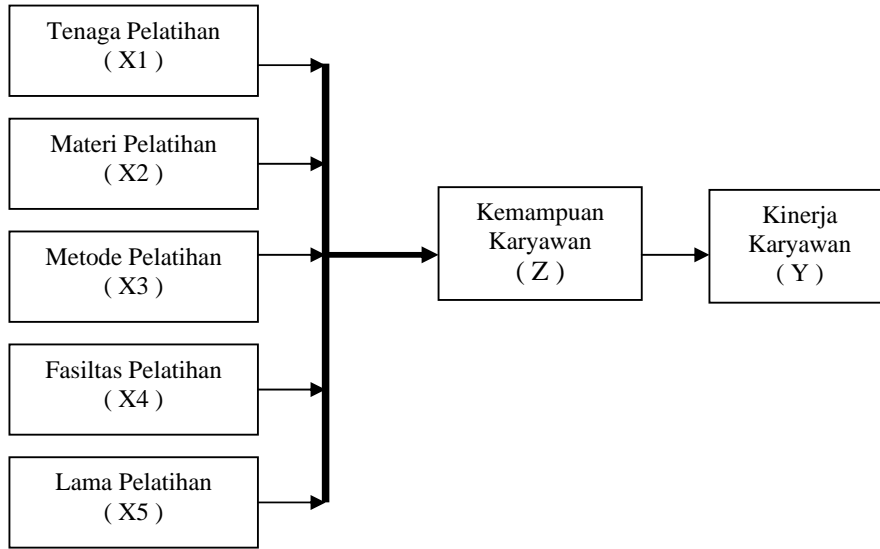 Tenaga Pelatihan
( X1 )
Materi Pelatihan
( X2 )
Metode Pelatihan
( X3 )
Fasiltas Pelatihan
( X4 )
Lama Pelatihan
( X5 )
Kemampuan
Karyawan
( Z )
Kinerja
Karyawan
( Y )